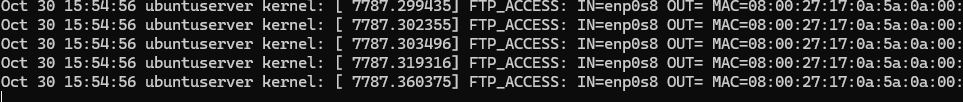 Oct 30 15:54:56 ubuntuserver kernel: [ 7787.299435] FTP_ACCESS: IN=enp0s8 OUT= MAC=08:00:27:17:0a:5a:0a:00:
Oct 30 15:54:56 ubuntuserver kernel: [ 7787.302355] FTP_ACCESS: IN=enp0s8 OUT= MAC=08:00:27:17:0a:5a:0a:00:
Oct 30 15:54:56 ubuntuserver kernel: [ 7787.303496] FTP_ACCESS: IN=enp0s8 OUT= MAC=08:00:27:17:0a:5a:0a:00:
Oct 30 15:54:56 ubuntuserver kernel: [ 7787.319316] FTP_ACCESS: IN=enp0s8 OUT= MAC=08:00:27:17:0a:5a:0a:00:
Oct 30 15:54:56 ubuntuserver kernel: [ 7787.360375] FTP_ACCESS: IN=enp0s8 OUT= MAC=08:00:27:17:0a:5a:0a:00: